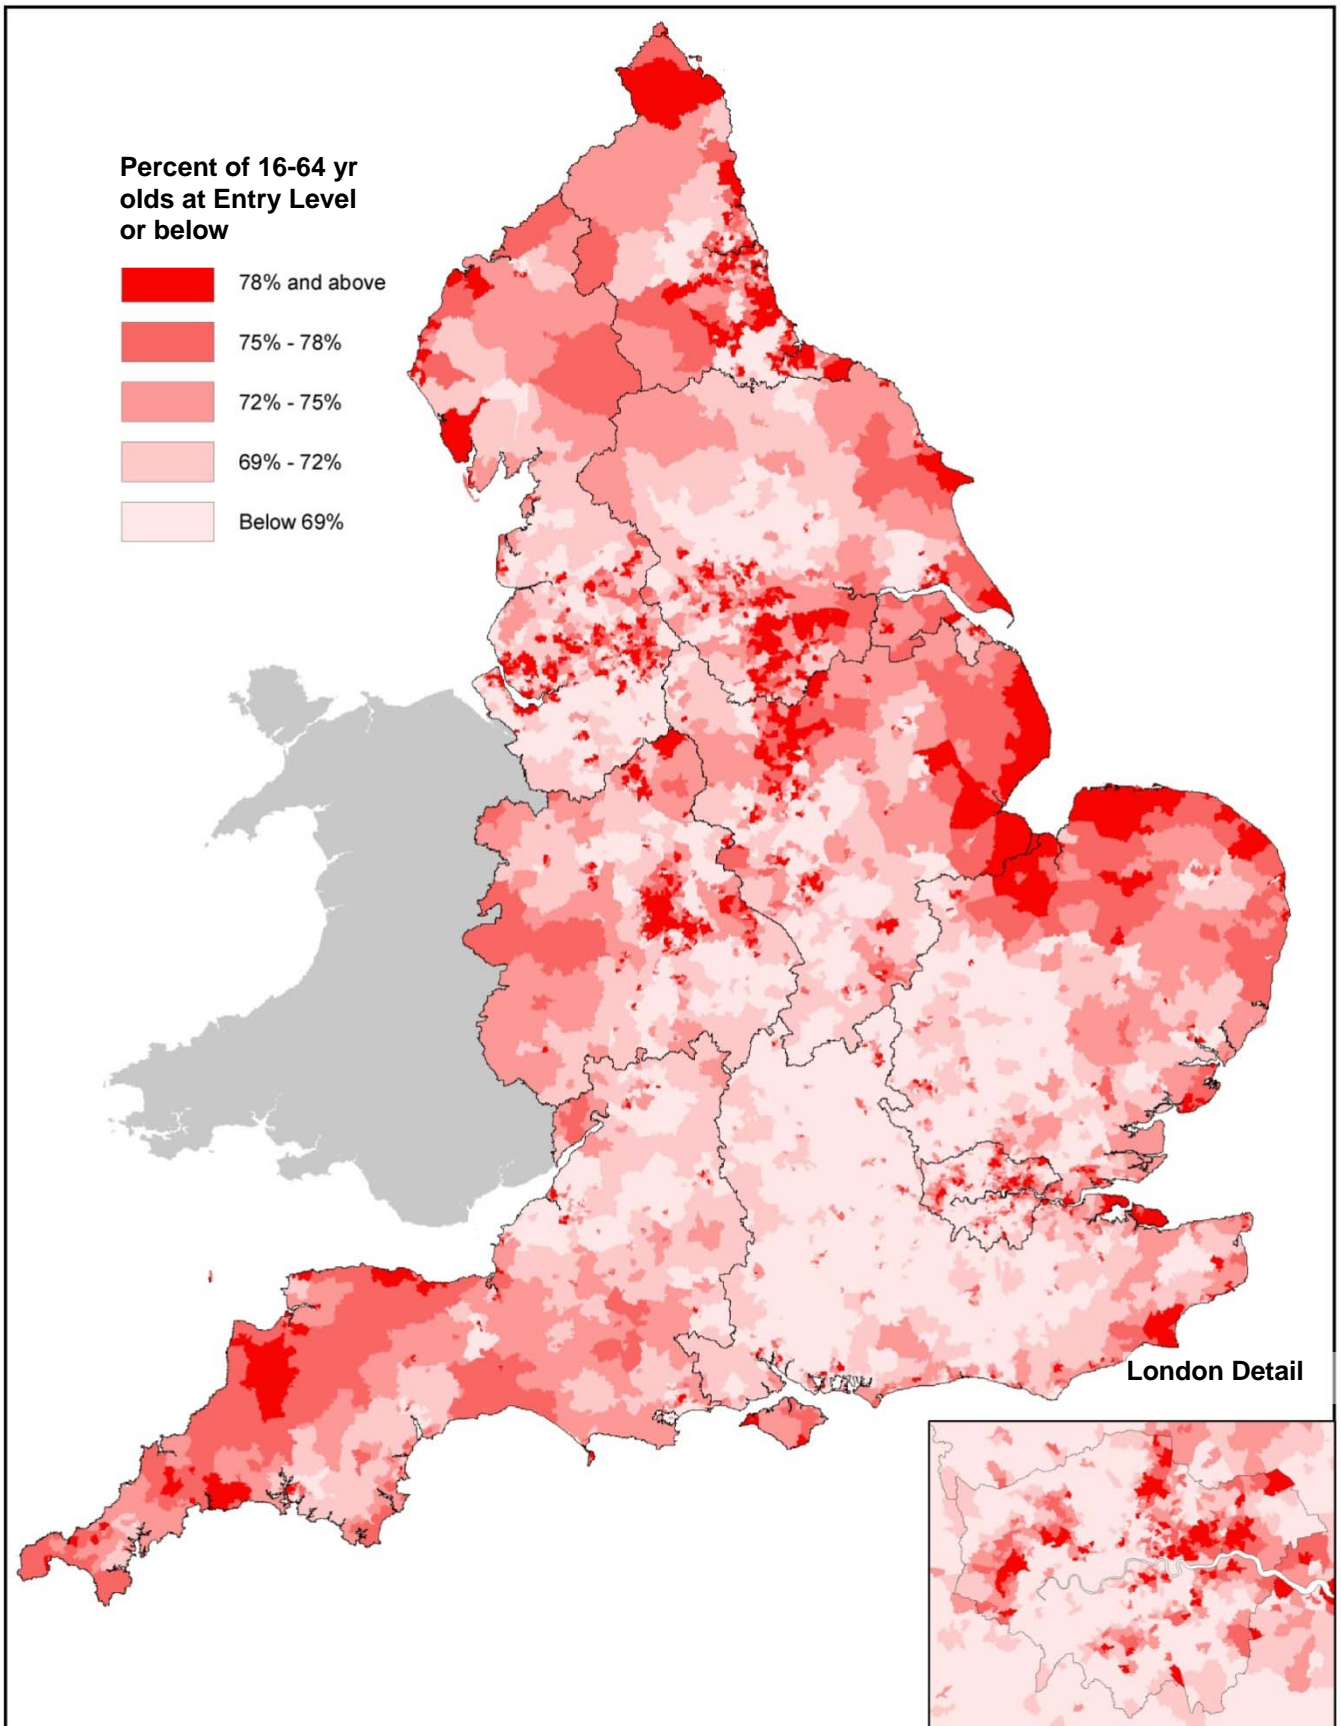 Percent of 16-64 yr
olds at Entry Level
or below
78% and above
75% - 78%
72% - 75%
69% - 72%
Below 69%
London Detail